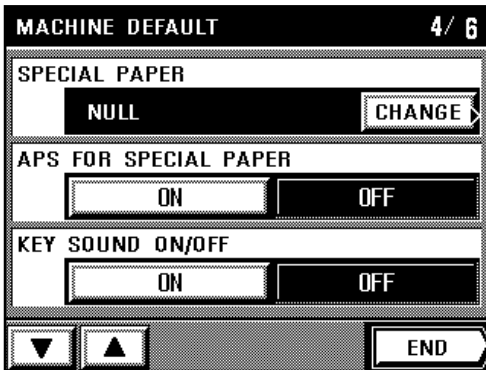 MACHINE DEFAULT 4/ 6
SPECIAL PAPER
NULL CHANGE
APS FOR SPECIAL PAPER
ON OFF
KEY SOUND ON/OFF
ON OFF
END